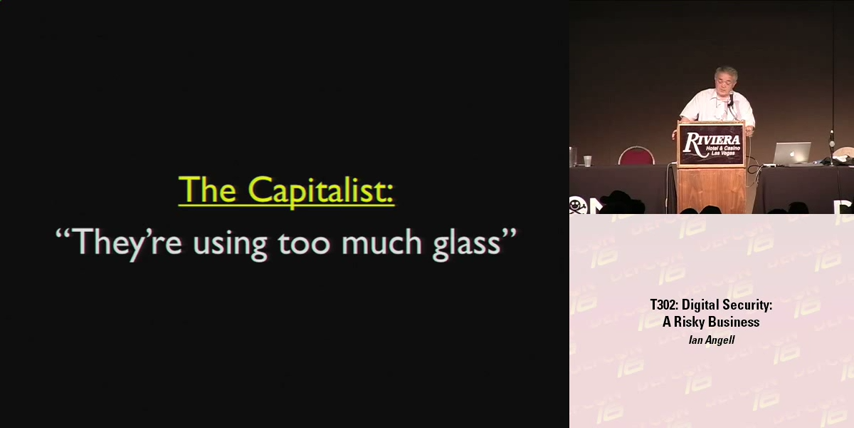 The Capitalist:
“They’re using too much glass”
RIVIERA
Hotel & Casino
Las Vegas
T302: Digital Security:
A Risky Business
Ian Angell